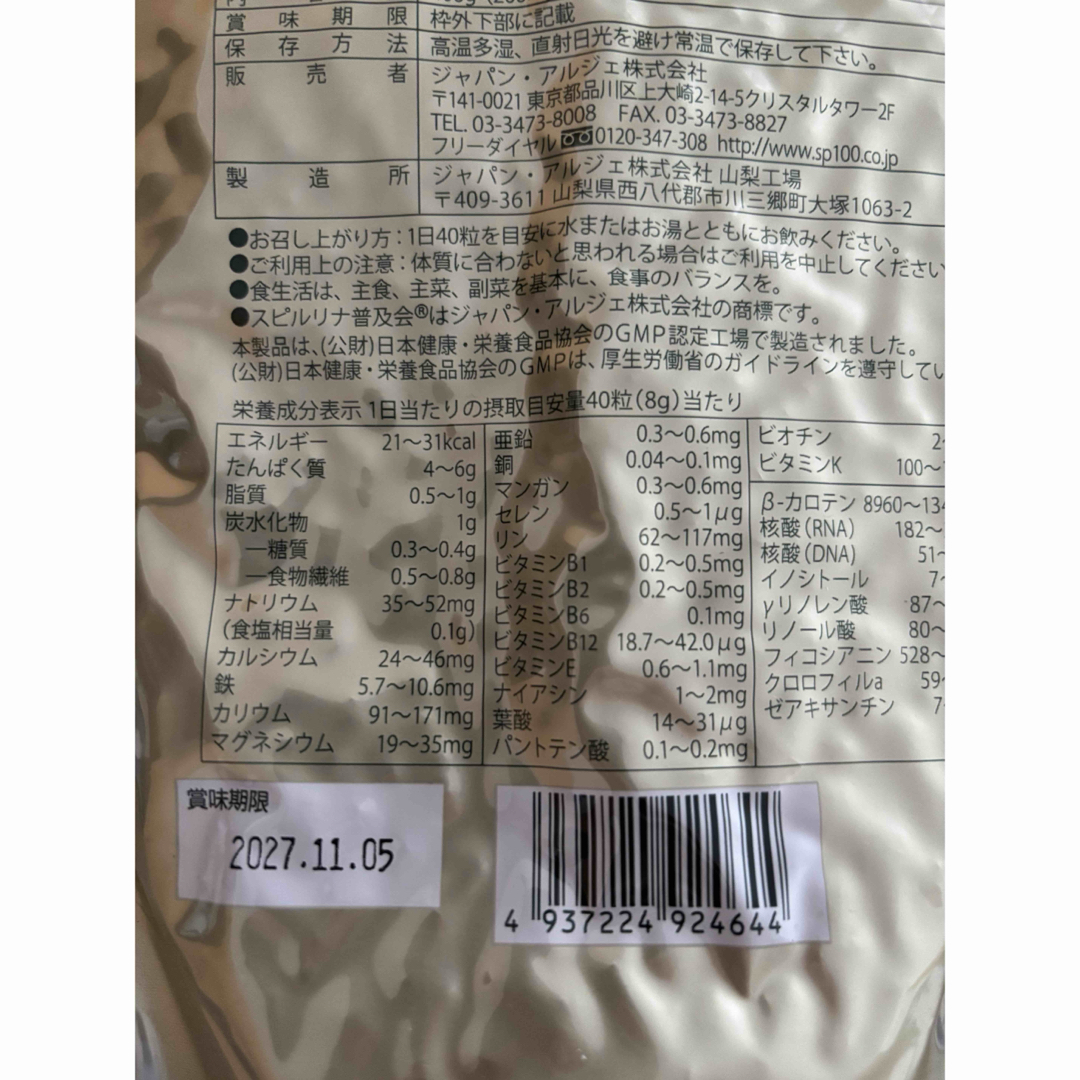 賞味期限 枠外下部に記載
保存方法 高温多湿、直射日光を避け常温で保存して下さい。
販売者 ジャパン・アルジェ株式会社
〒141-0021 東京都品川区上大崎2-14-5クリスタルタワー2F
TEL. 03-3473-8008 FAX. 03-3473-8827
フリーダイヤル 0120-347-308 http://www.sp100.co.jp
製造所 ジャパン・アルジェ株式会社 山梨工場
〒409-3611 山梨県西八代郡市川三郷町大塚1063-2
●お召し上がり方：1日40粒を目安に水またはお湯とともにお飲みください。
●ご利用上の注意：体質に合わないと思われる場合はご利用を中止してください
●食生活は、主食、主菜、副菜を基本に、食事のバランスを。
●スピルリナ普及会®はジャパン・アルジェ株式会社の商標です。
本製品は、(公財)日本健康・栄養食品協会のGMP認定工場で製造されました。
(公財)日本健康・栄養食品協会のGMPは、厚生労働省のガイドラインを遵守してい
栄養成分表示 1日当たりの摂取目安量40粒(8g)当たり
エネルギー 21〜31kcal
たんぱく質 4〜6g
脂質 0.5〜1g
炭水化物 1g
―糖質 0.3〜0.4g
―食物繊維 0.5〜0.8g
ナトリウム 35〜52mg
(食塩相当量 0.1g)
カルシウム 24〜46mg
鉄 5.7〜10.6mg
カリウム 91〜171mg
マグネシウム 19〜35mg
亜鉛 0.3〜0.6mg
銅 0.04〜0.1mg
マンガン 0.3〜0.6mg
セレン 0.5〜1μg
リン 62〜117mg
ビタミンB1 0.2〜0.5mg
ビタミンB2 0.2〜0.5mg
ビタミンB6 0.1mg
ビタミンB12 18.7〜42.0μg
ビタミンE 0.6〜1.1mg
ナイアシン 1〜2mg
葉酸 14〜31μg
パントテン酸 0.1〜0.2mg
ビオチン 2〜
ビタミンK 100〜
β-カロテン 8960〜134
核酸(RNA) 182〜
核酸(DNA) 51〜
イノシトール 7〜
γリノレン酸 87〜
リノール酸 80〜
フィコシアニン 528〜
クロロフィルa 59〜
ゼアキサンチン 7
賞味期限
2027.11.05
4 937224 924644